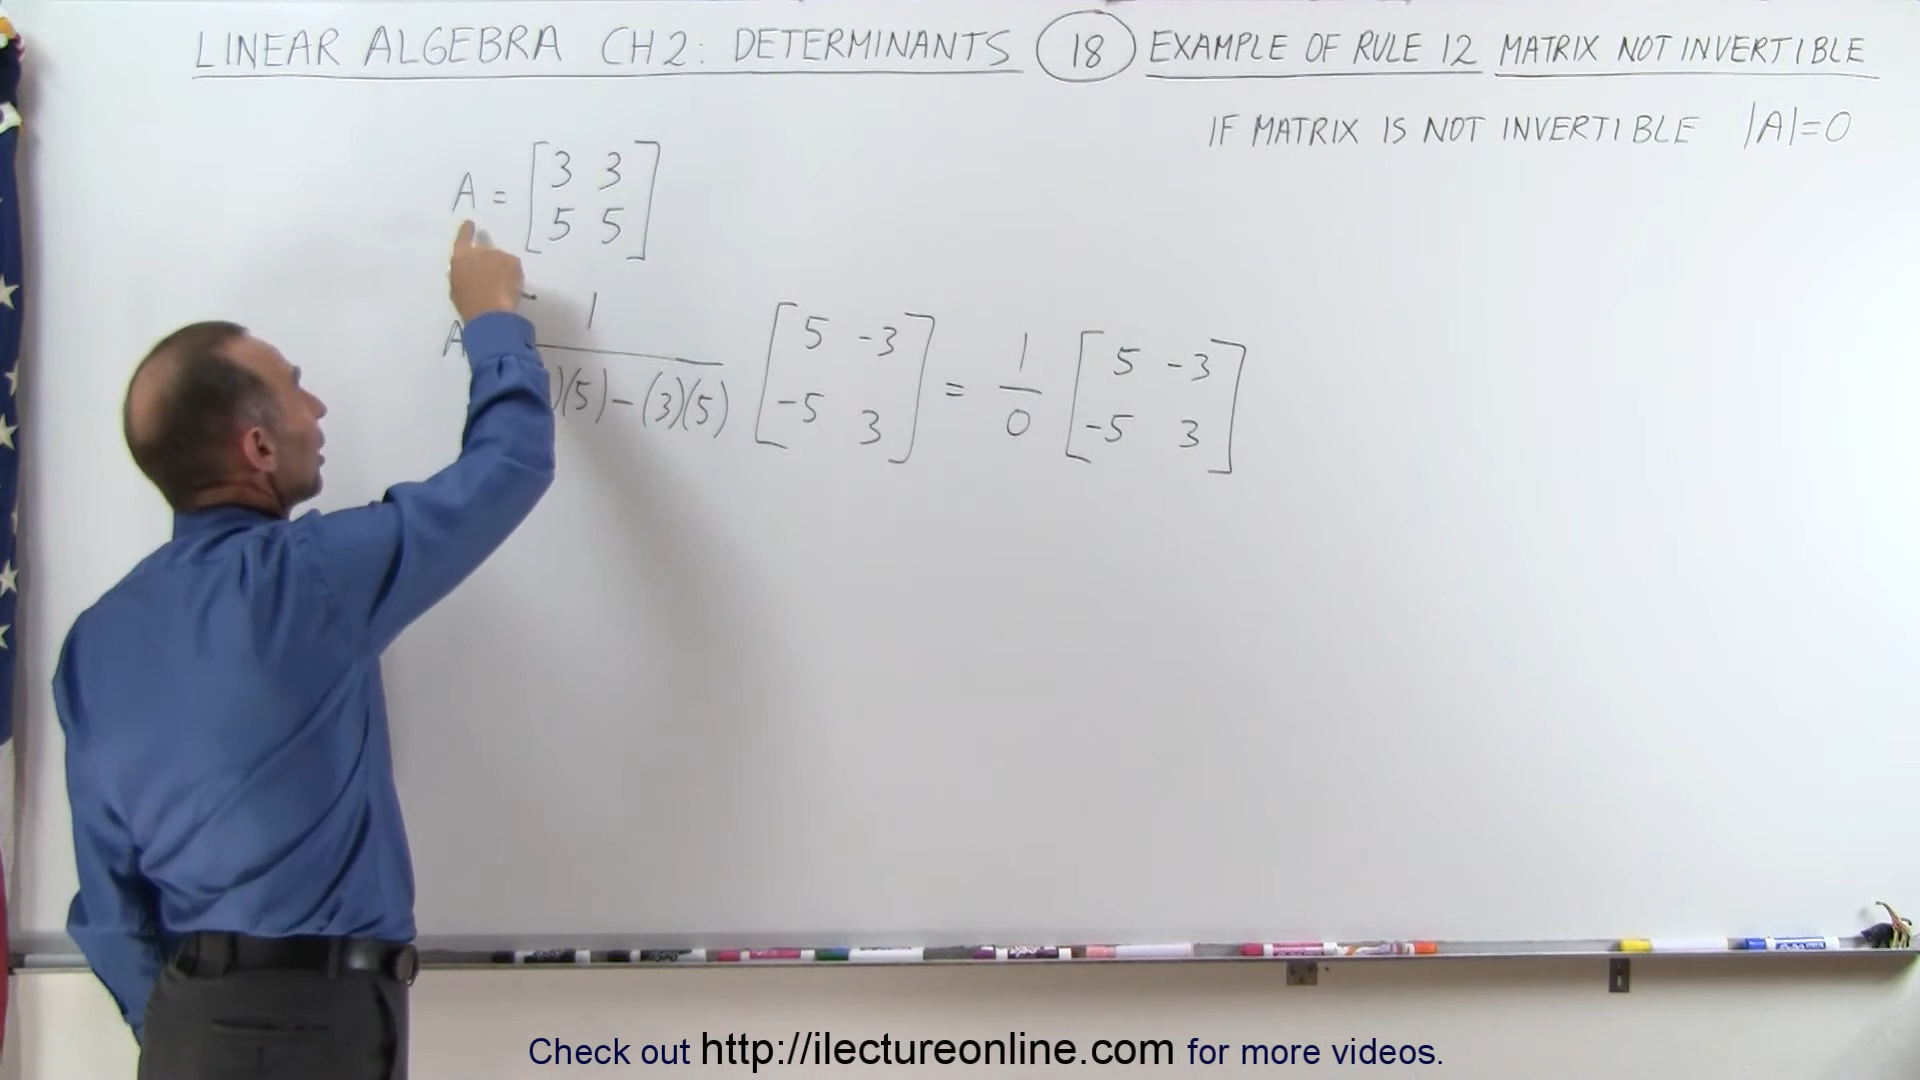 LINEAR ALGEBRA CH 2: DETERMINANTS 18 EXAMPLE OF RULE 12 MATRIX NOT INVERTIBLE
IF MATRIX IS NOT INVERTIBLE |A|=0
A = [3 3
5 5]
A 1
)(5) - (3)(5) [5 -3
-5 3] = 1/0 [5 -3
-5 3]
Check out http://ilectureonline.com for more videos.